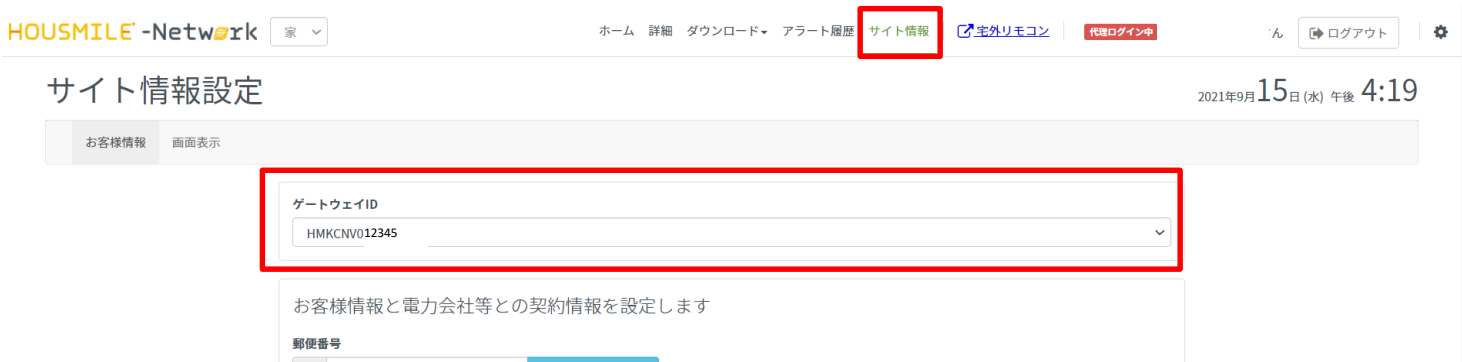 HOUSMILE -Netw rk 家 ホーム 詳細 ダウンロード アラート履歴 サイト情報 宅外リモコン 代理ログイン中 ん ログアウト
サイト情報設定 2021年9月15日 (水) 午後 4:19
お客様情報 画面表示
ゲートウェイID
HMKCNV012345
お客様情報と電力会社等との契約情報を設定します
郵便番号